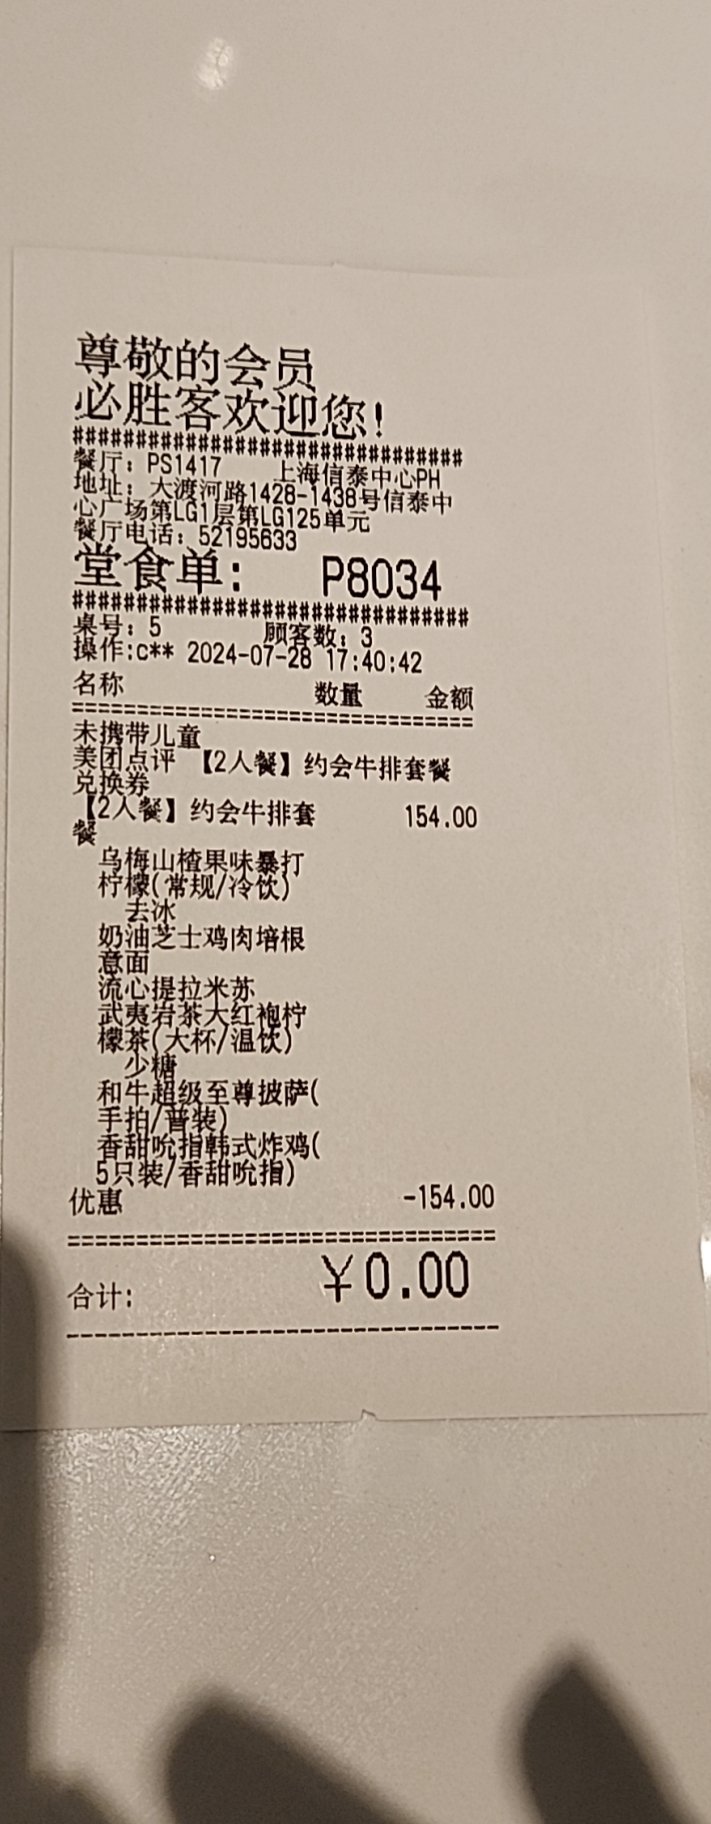 尊敬的会员
必胜客欢迎您!
################################
餐厅: PS1417 上海信泰中心PH
地址: 大渡河路1428-1438号信泰中
心广场第LG1层第LG125单元
餐厅电话: 52195633
堂食单: P8034
################################
桌号: 5 顾客数: 3
操作:c** 2024-07-28 17:40:42
名称 数量 金额
================================
未携带儿童
美团点评 【2人餐】约会牛排套餐
兑换券
【2人餐】约会牛排套 154.00
餐
乌梅山楂果味暴打
柠檬(常规/冷饮)
去冰
奶油芝士鸡肉培根
意面
流心提拉米苏
武夷岩茶大红袍柠
檬茶(大杯/温饮)
少糖
和牛超级至尊披萨(
手拍/普装)
香甜吮指韩式炸鸡(
5只装/香甜吮指)
优惠 -154.00
================================
合计: ￥0.00
--------------------------------